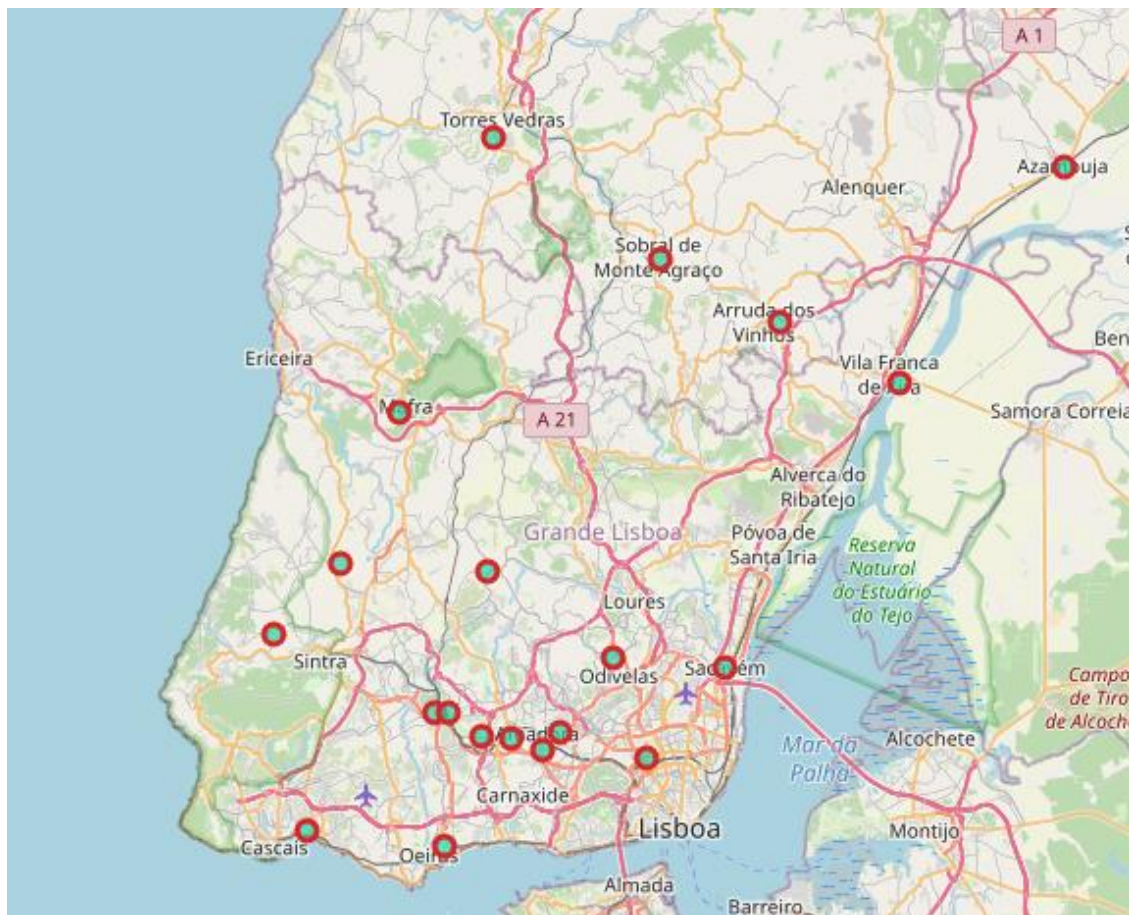 A 1
Torres Vedras
Azambuja
Alenquer
Sobral de
Monte Agraço
Arruda dos
Vinhos
Ericeira
Vila Franca
de Xira
Mafra
Samora Correia
A 21
Alverca do
Ribatejo
Grande Lisboa
Póvoa de
Santa Iria
Reserva
Natural
do Estuário
do Tejo
Loures
Sintra
Odivelas
Sacavém
Campo
de Tiro
de Alcoche
Amadora
Mar da
Palha
Alcochete
Carnaxide
Lisboa
Montijo
Cascais
Oeiras
Almada
Barreiro